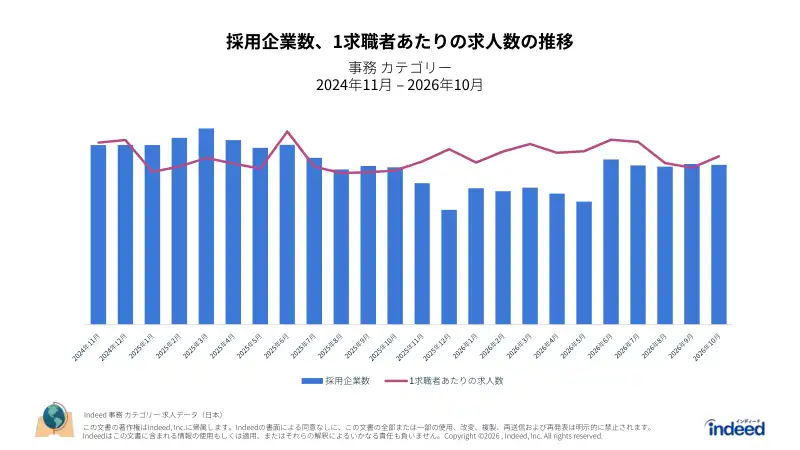 採用企業数、1求職者あたりの求人数の推移
事務 カテゴリー
2024年11月 – 2026年10月
2024年11月
2024年12月
2025年1月
2025年2月
2025年3月
2025年4月
2025年5月
2025年6月
2025年7月
2025年8月
2025年9月
2025年10月
2025年11月
2025年12月
2026年1月
2026年2月
2026年3月
2026年4月
2026年5月
2026年6月
2026年7月
2026年8月
2026年9月
2026年10月
採用企業数
1求職者あたりの求人数
Indeed 事務 カテゴリー 求人データ（日本）
この文書の著作権はIndeed, Inc.に帰属します。Indeedの書面による同意なしに、この文書の全部または一部の使用、改変、複製、再送信および再発表は明示的に禁止されます。
Indeedはこの文書に含まれる情報の使用もしくは適用、またはそれらの解釈によるいかなる責任も負いません。Copyright ©2026 , Indeed, Inc. All rights reserved.
インディード
indeed